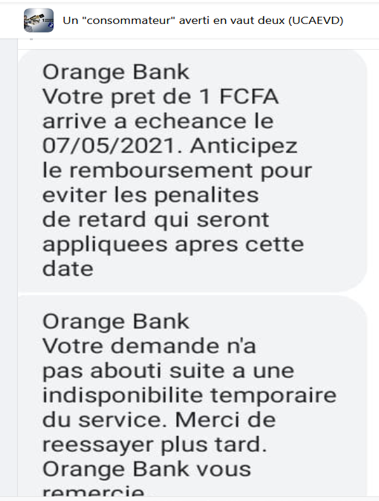 Un "consommateur" averti en vaut deux (UCAEVD)
Orange Bank
Votre pret de 1 FCFA
arrive a echeance le
07/05/2021. Anticipez
le remboursement pour
eviter les penalites
de retard qui seront
appliquees apres cette
date
Orange Bank
Votre demande n'a
pas abouti suite a une
indisponibilite temporaire
du service. Merci de
reessayer plus tard.
Orange Bank vous
remercie